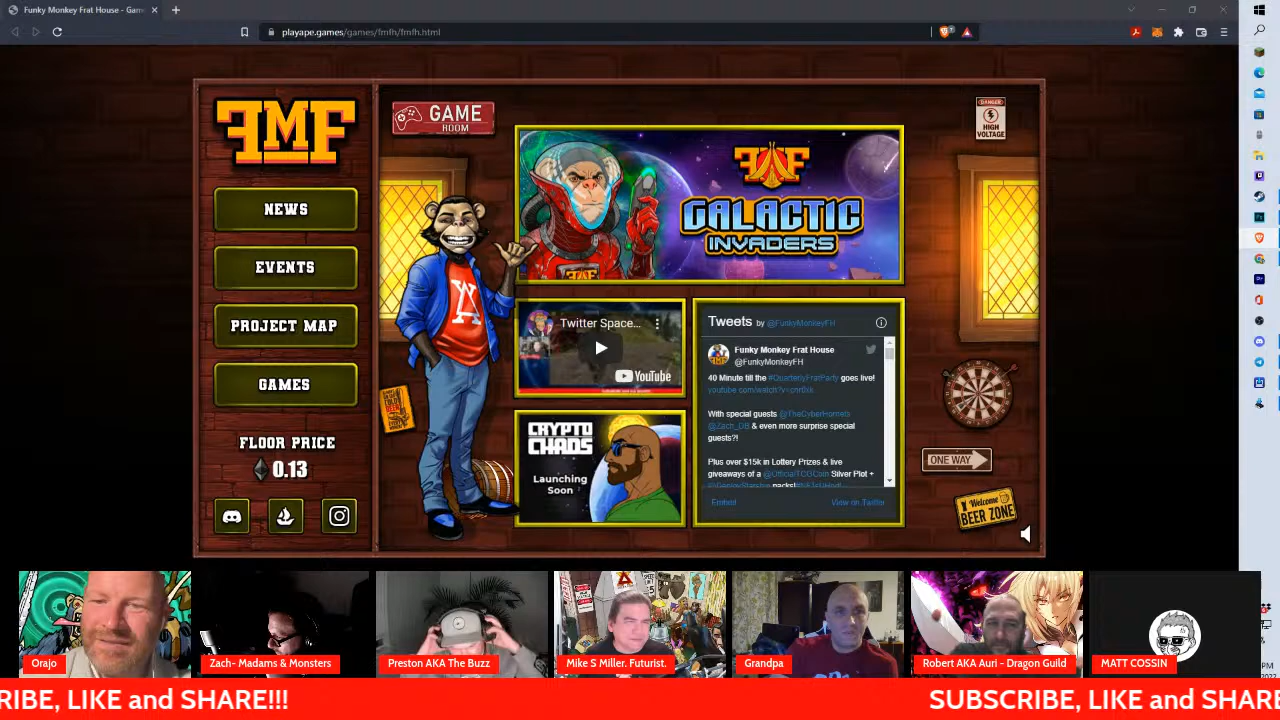 Funky Monkey Frat House - Gam
playape.games/games/fmfh/fmfh.html
FMF
GAME
ROOM
DANGER
HIGH
VOLTAGE
NEWS
EVENTS
PROJECT MAP
GAMES
FLOOR PRICE
0.13
GALACTIC
INVADERS
Twitter Space...
YouTube
CRYPTO
CHAOS
Launching
Soon
Tweets by @FunkyMonkeyFH
Funky Monkey Frat House
@FunkyMonkeyFH
40 Minute till the #QuarterlyFratParty goes live!
With special guests @TheCyberHornets
@Zach_DB & even more surprise special
guests?!
Plus over $15k in Lottery Prizes & live
giveaways of a @OfficialTCGCom Silver Plot +
Embed
View on Twitter
ONE WAY
Welcome
BEER ZONE
Orajo
Zach- Madams & Monsters
Preston AKA The Buzz
Mike S Miller. Futurist.
Grandpa
Robert AKA Auri - Dragon Guild
MATT COSSIN
PM
RIBE, LIKE and SHARE!!!
SUBSCRIBE, LIKE and SHARE